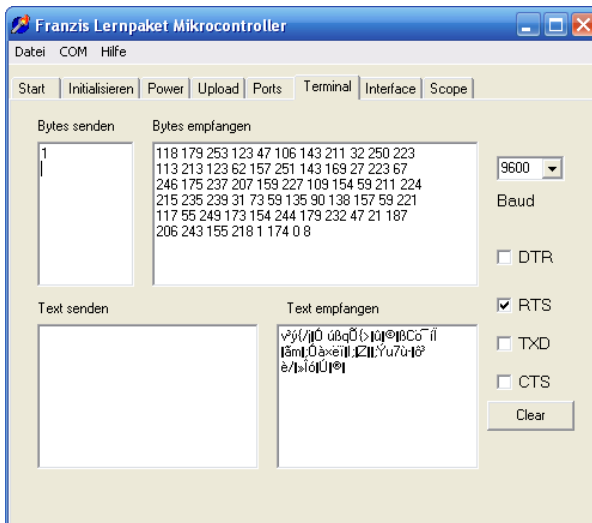 Franzis Lernpaket Mikrocontroller
Datei COM Hilfe
Start Initialisieren Power Upload Ports Terminal Interface Scope
Bytes senden Bytes empfangen
1
118 179 253 123 47 106 143 211 32 250 223
113 213 123 62 157 251 143 169 27 223 67
246 175 237 207 159 227 109 154 59 211 224
215 235 239 31 73 59 135 90 138 157 59 221
117 55 249 173 154 244 179 232 47 21 187
206 243 155 218 1 174 0 8
9600
Baud
DTR
RTS
TXD
CTS
Clear
Text senden Text empfangen